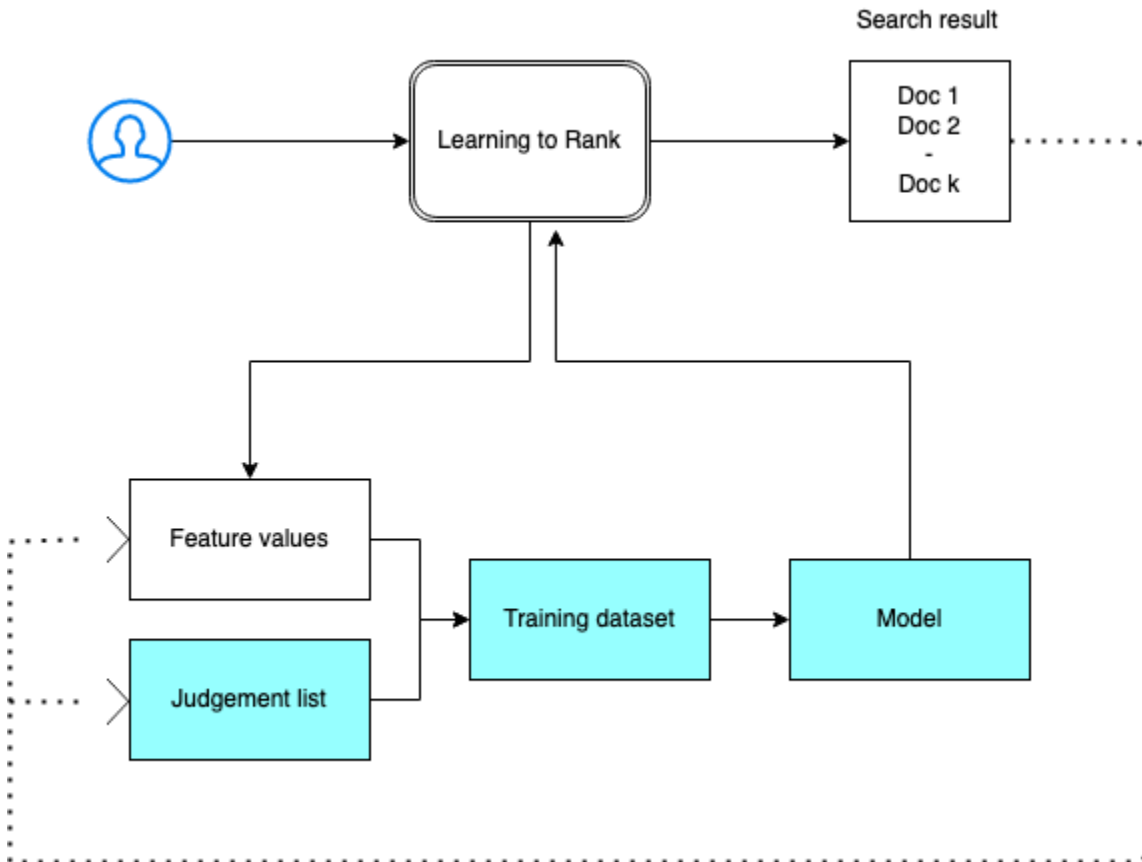 Search result
Learning to Rank
Doc 1
Doc 2
-
Doc k
Feature values
Training dataset
Model
Judgement list